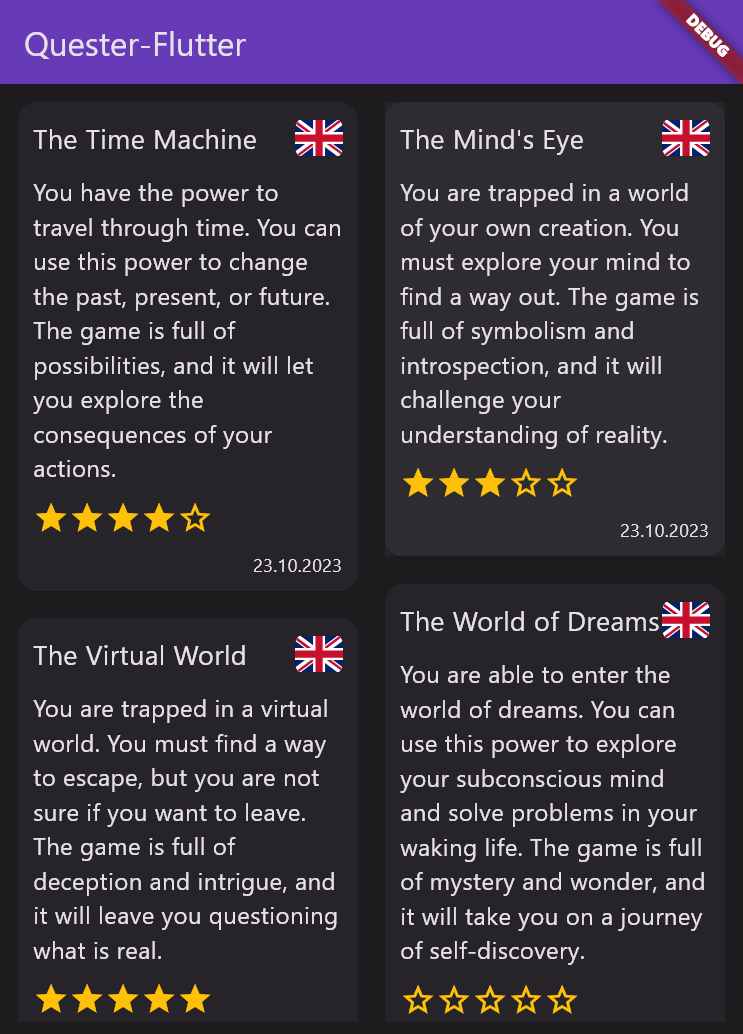 Quester-Flutter
DEBUG
The Time Machine
You have the power to
travel through time. You can
use this power to change
the past, present, or future.
The game is full of
possibilities, and it will let
you explore the
consequences of your
actions.
23.10.2023
The Virtual World
You are trapped in a virtual
world. You must find a way
to escape, but you are not
sure if you want to leave.
The game is full of
deception and intrigue, and
it will leave you questioning
what is real.
The Mind's Eye
You are trapped in a world
of your own creation. You
must explore your mind to
find a way out. The game is
full of symbolism and
introspection, and it will
challenge your
understanding of reality.
23.10.2023
The World of Dreams
You are able to enter the
world of dreams. You can
use this power to explore
your subconscious mind
and solve problems in your
waking life. The game is full
of mystery and wonder, and
it will take you on a journey
of self-discovery.